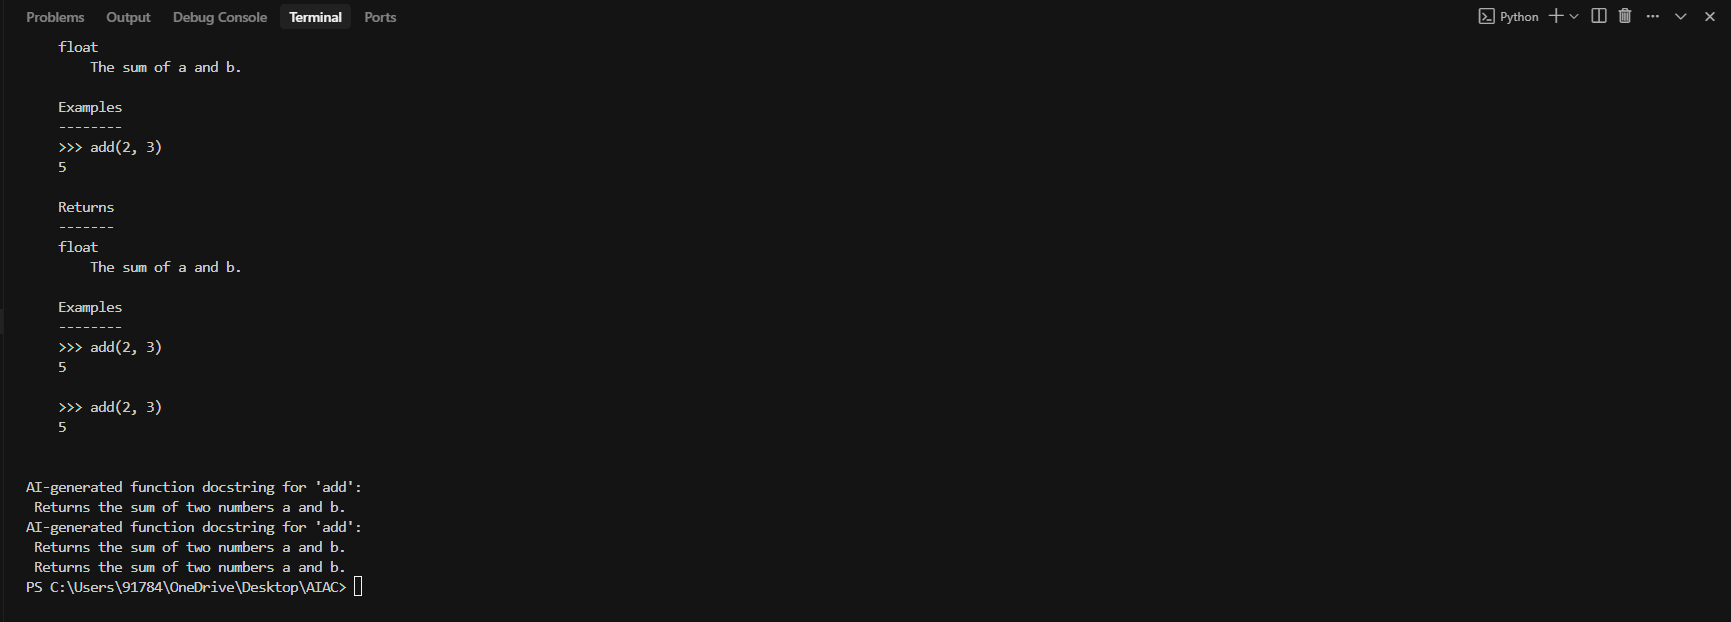 Problems Output Debug Console Terminal Ports Python
float
    The sum of a and b.
Examples
--------
>>> add(2, 3)
5
Returns
-------
float
    The sum of a and b.
Examples
--------
>>> add(2, 3)
5
>>> add(2, 3)
5
AI-generated function docstring for 'add':
 Returns the sum of two numbers a and b.
AI-generated function docstring for 'add':
 Returns the sum of two numbers a and b.
 Returns the sum of two numbers a and b.
PS C:\Users\91784\OneDrive\Desktop\AIAC>